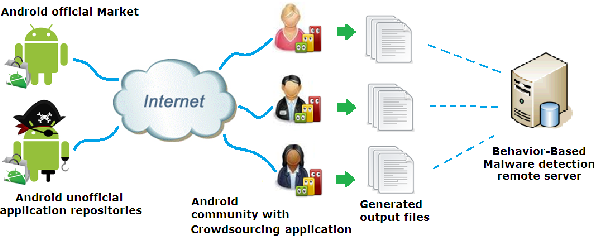 Android official Market
Internet
Android unofficial
application repositories
Android
community with
Crowdsourcing application
Generated
output files
Behavior-Based
Malware detection
remote server